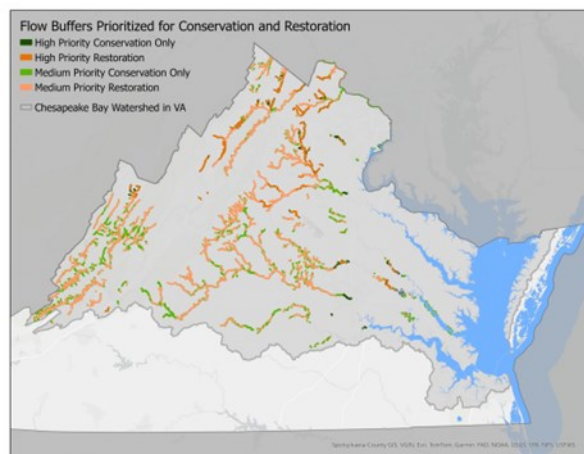 Flow Buffers Prioritized for Conservation and Restoration
High Priority Conservation Only
High Priority Restoration
Medium Priority Conservation Only
Medium Priority Restoration
Chesapeake Bay Watershed in VA